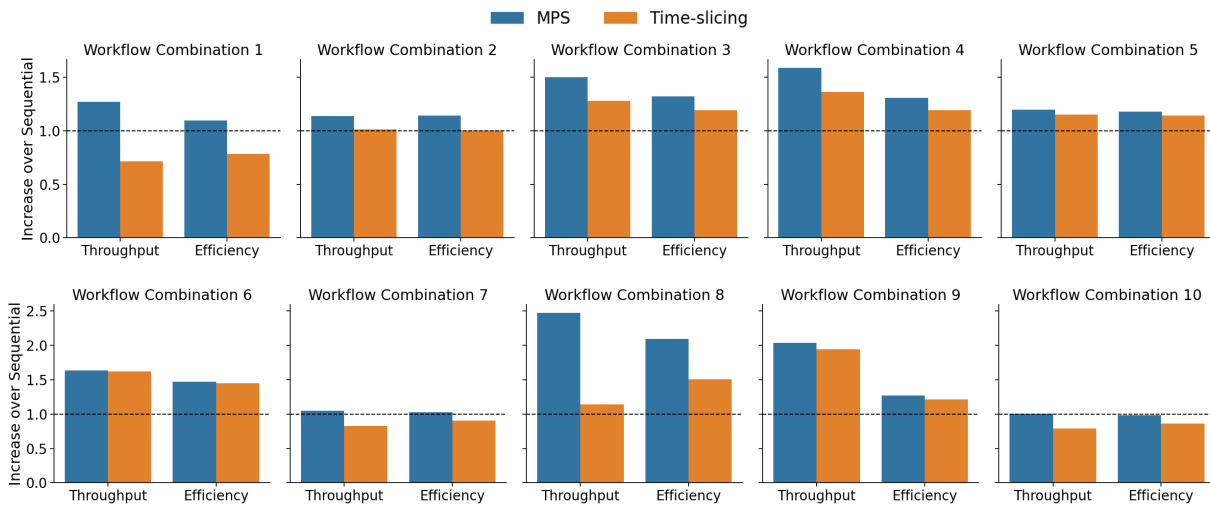 MPS Time-slicing
Workflow Combination 1 Workflow Combination 2 Workflow Combination 3 Workflow Combination 4 Workflow Combination 5
Increase over Sequential
1.5
1.0
0.5
0.0
Throughput Efficiency Throughput Efficiency Throughput Efficiency Throughput Efficiency Throughput Efficiency
Workflow Combination 6 Workflow Combination 7 Workflow Combination 8 Workflow Combination 9 Workflow Combination 10
Increase over Sequential
2.5
2.0
1.5
1.0
0.5
0.0
Throughput Efficiency Throughput Efficiency Throughput Efficiency Throughput Efficiency Throughput Efficiency